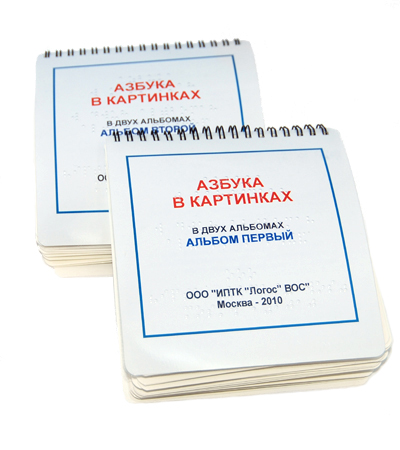 АЗБУКА
В КАРТИНКАХ
В ДВУХ АЛЬБОМАХ
АЛЬБОМ ВТОРОЙ
АЗБУКА
В КАРТИНКАХ
В ДВУХ АЛЬБОМАХ
АЛЬБОМ ПЕРВЫЙ
ООО "ИПТК "Логос" ВОС"
Москва - 2010